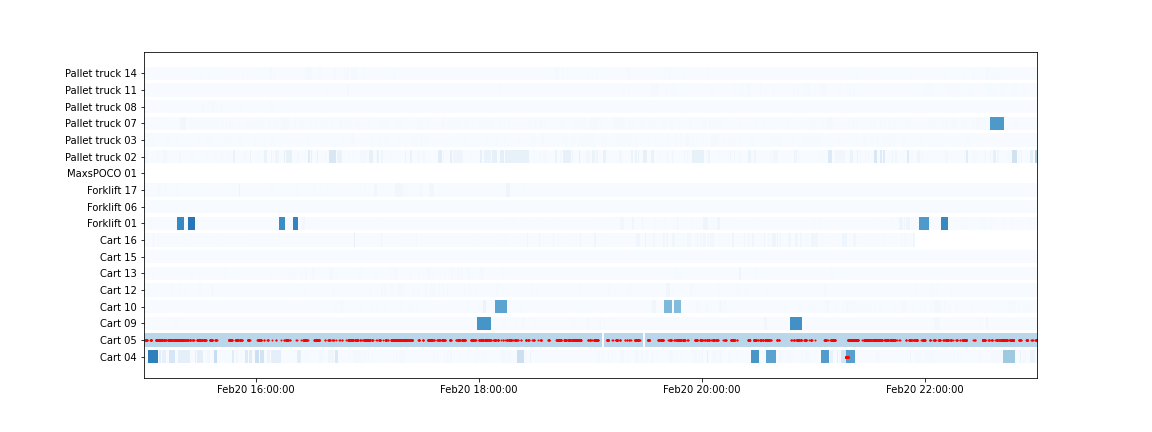 Pallet truck 14
Pallet truck 11
Pallet truck 08
Pallet truck 07
Pallet truck 03
Pallet truck 02
MaxsPOCO 01
Forklift 17
Forklift 06
Forklift 01
Cart 16
Cart 15
Cart 13
Cart 12
Cart 10
Cart 09
Cart 05
Cart 04
Feb20 16:00:00 Feb20 18:00:00 Feb20 20:00:00 Feb20 22:00:00